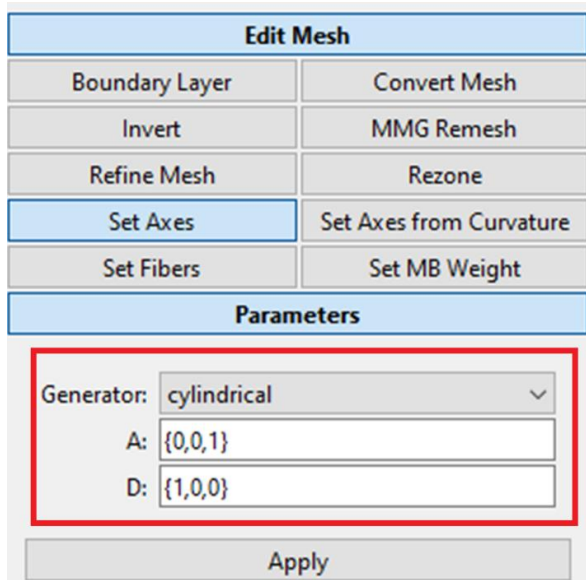 Edit Mesh
Boundary Layer Convert Mesh
Invert MMG Remesh
Refine Mesh Rezone
Set Axes Set Axes from Curvature
Set Fibers Set MB Weight
Parameters
Generator: cylindrical
A: {0,0,1}
D: {1,0,0}
Apply